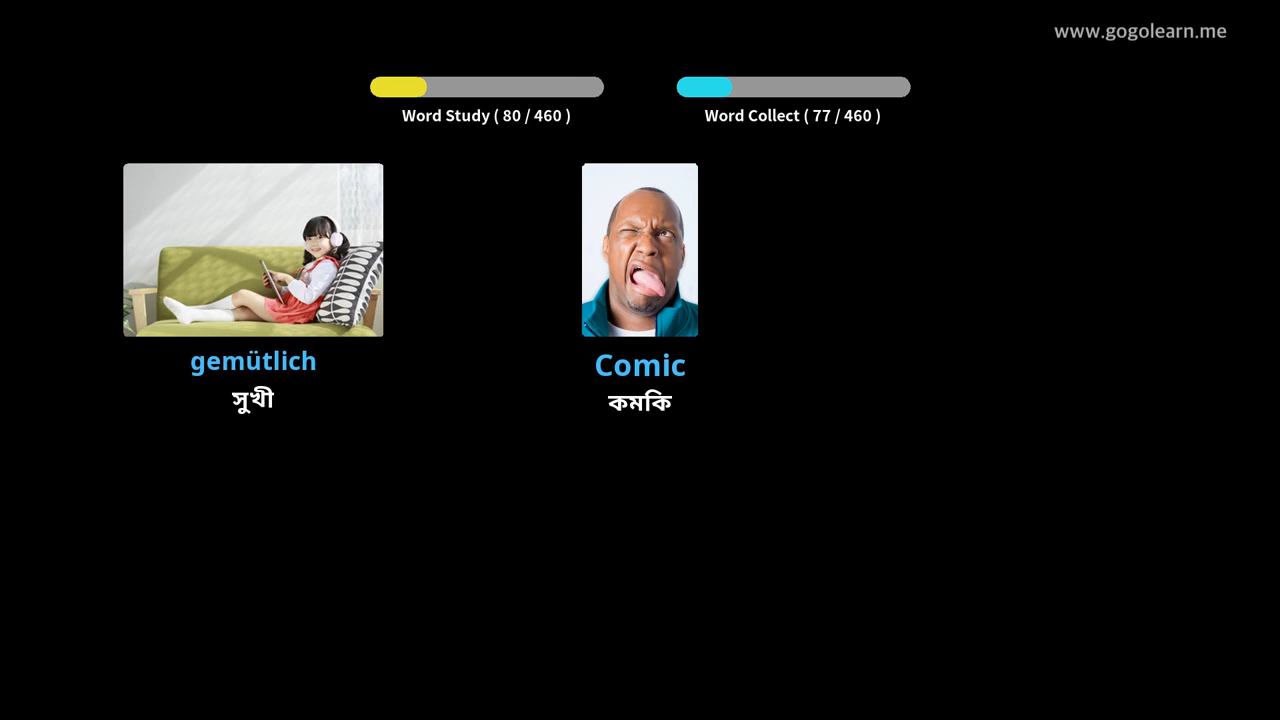 www.gogolearn.me
Word Study ( 80 / 460 )
Word Collect ( 77 / 460 )
gemütlich
সুখী
Comic
কমকি